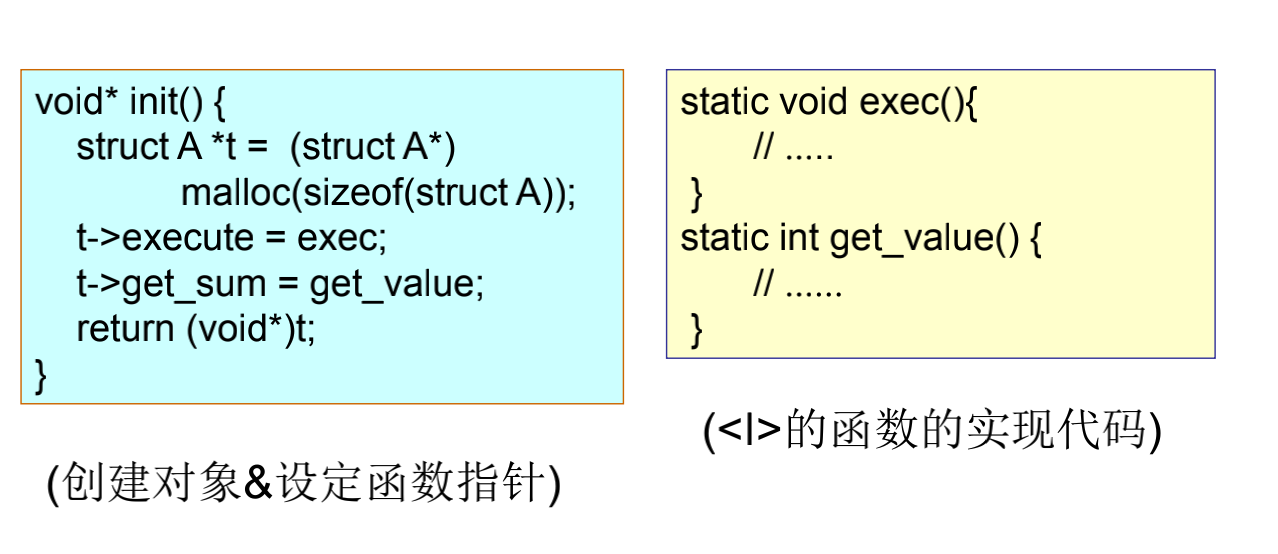 void* init() {
struct A *t =  (struct A*)
malloc(sizeof(struct A));
t->execute = exec;
t->get_sum = get_value;
return (void*)t;
}
(创建对象&设定函数指针)
static void exec(){
// .....
}
static int get_value() {
// ......
}
(<I>的函数的实现代码)